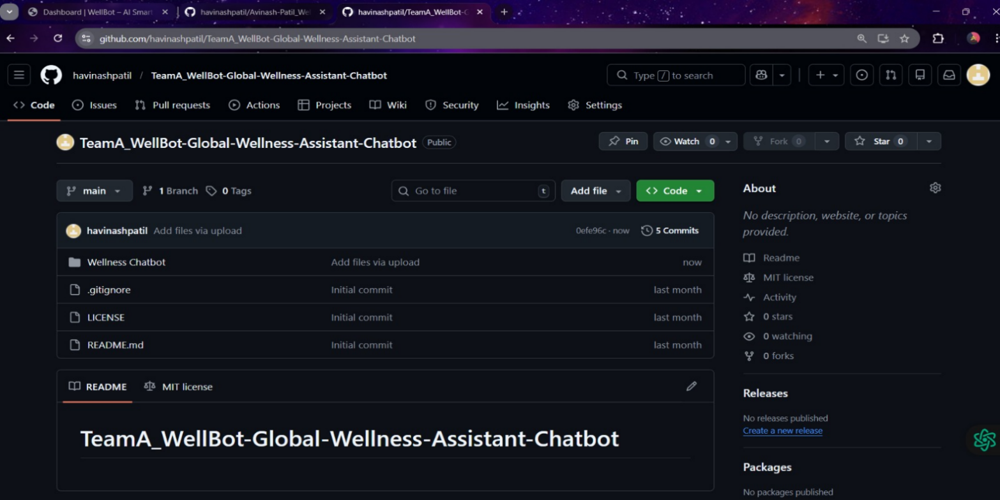 Dashboard | WellBot – AI Smart
havinashpatil/Avinash-Patil_Wel
havinashpatil/TeamA_WellBot-G
github.com/havinashpatil/TeamA_WellBot-Global-Wellness-Assistant-Chatbot
havinashpatil / TeamA_WellBot-Global-Wellness-Assistant-Chatbot
Type / to search
Code Issues Pull requests Actions Projects Wiki Security Insights Settings
TeamA_WellBot-Global-Wellness-Assistant-Chatbot Public
Pin Watch 0 Fork 0 Star 0
main 1 Branch 0 Tags Go to file t Add file Code
havinashpatil Add files via upload 0efe96c · now 5 Commits
Wellness Chatbot Add files via upload now
.gitignore Initial commit last month
LICENSE Initial commit last month
README.md Initial commit last month
README MIT license
TeamA_WellBot-Global-Wellness-Assistant-Chatbot
About
No description, website, or topics
provided.
Readme
MIT license
Activity
0 stars
0 watching
0 forks
Releases
No releases published
Create a new release
Packages
No packages published